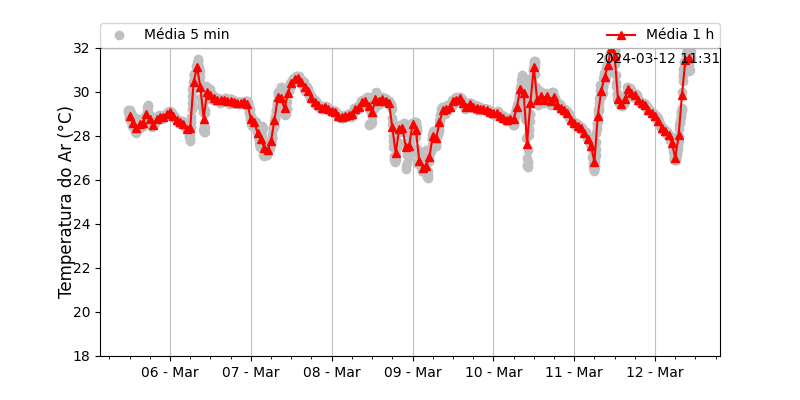 Média 5 min
Média 1 h
2024-03-12 11:31
Temperatura do Ar (°C)
32
30
28
26
24
22
20
18
06 - Mar
07 - Mar
08 - Mar
09 - Mar
10 - Mar
11 - Mar
12 - Mar